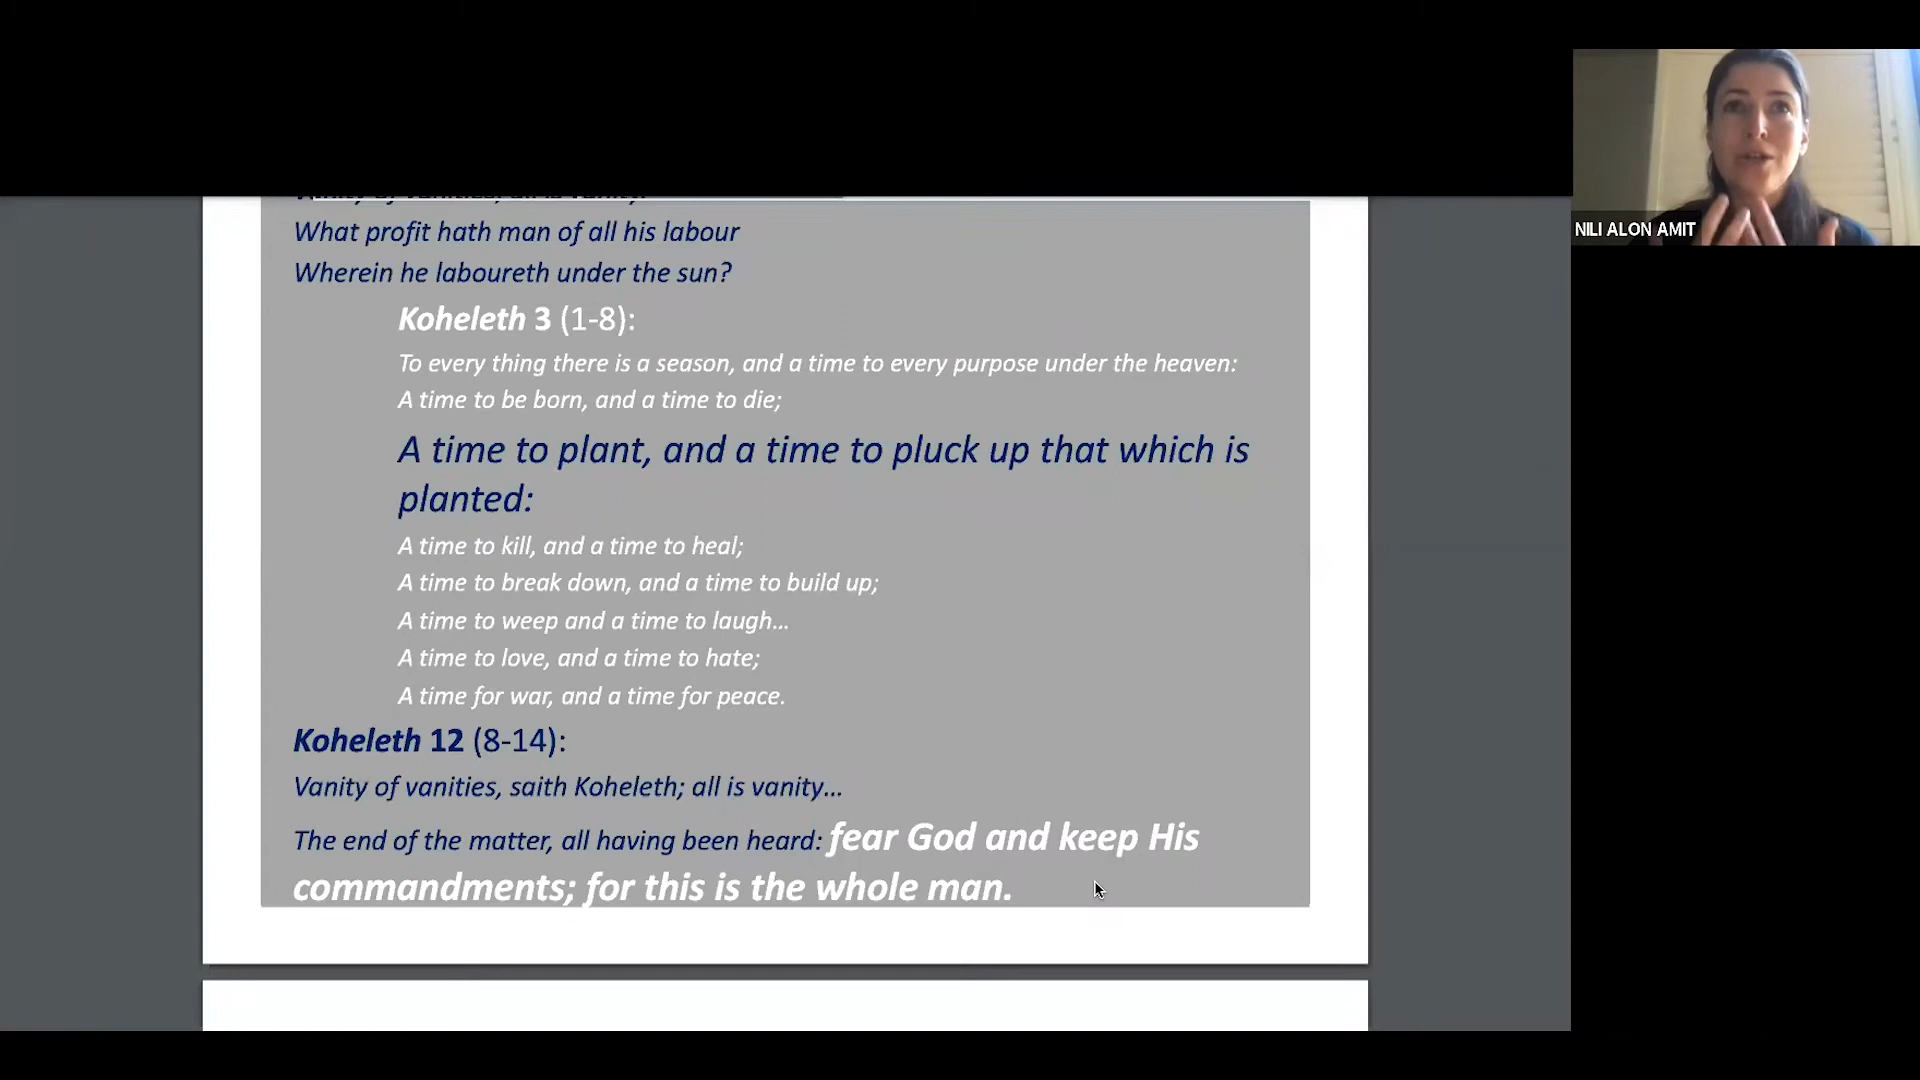 What profit hath man of all his labour
Wherein he laboureth under the sun?
Koheleth 3 (1-8):
To every thing there is a season, and a time to every purpose under the heaven:
A time to be born, and a time to die;
A time to plant, and a time to pluck up that which is
planted:
A time to kill, and a time to heal;
A time to break down, and a time to build up;
A time to weep and a time to laugh...
A time to love, and a time to hate;
A time for war, and a time for peace.
Koheleth 12 (8-14):
Vanity of vanities, saith Koheleth; all is vanity...
The end of the matter, all having been heard: fear God and keep His
commandments; for this is the whole man.
NILI ALON AMIT